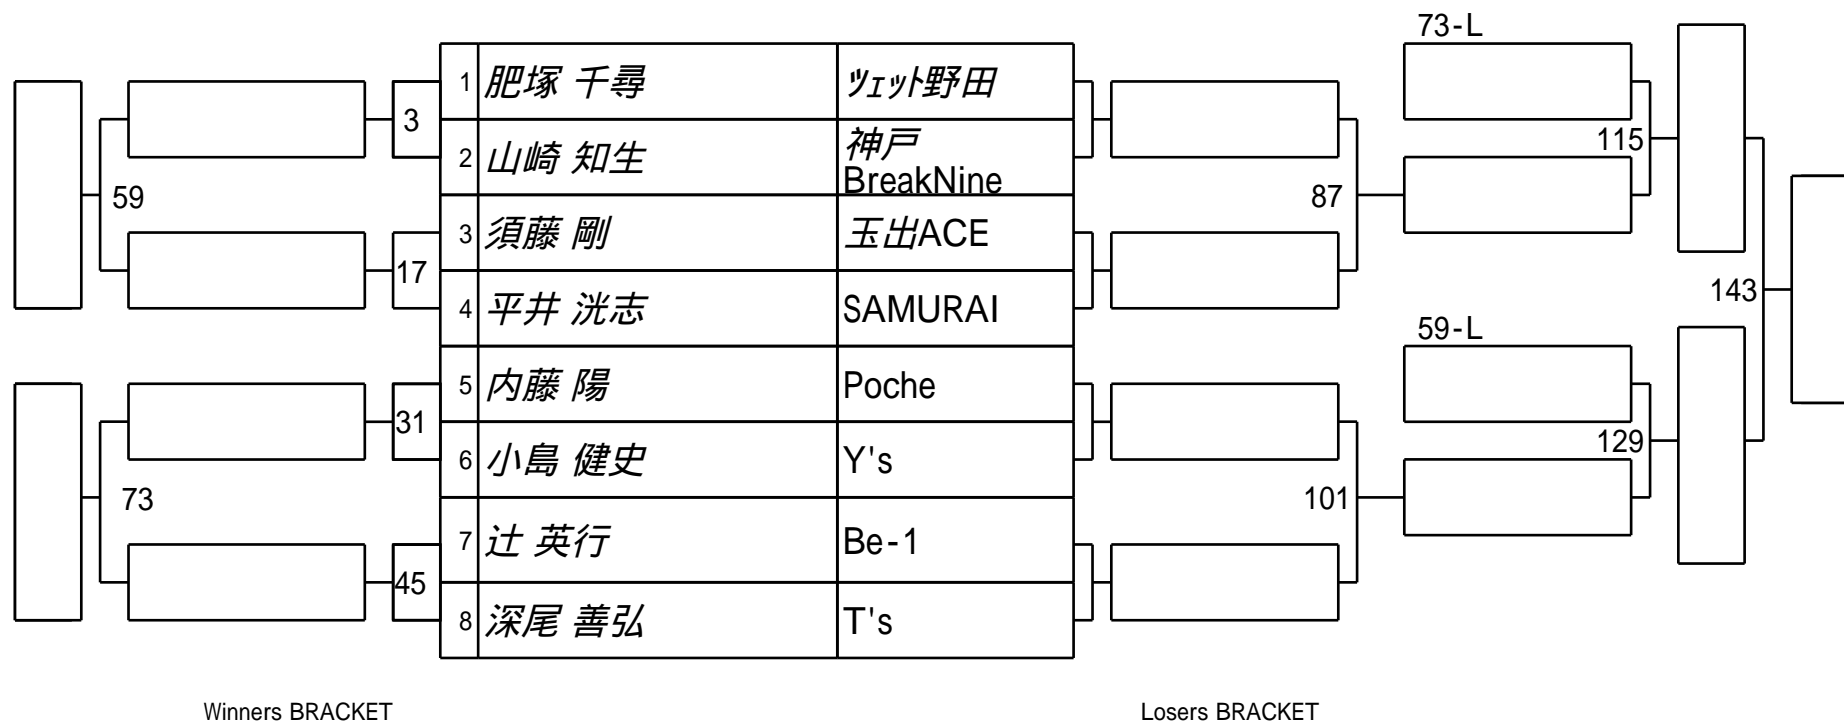 73-L
1 肥塚 千尋 ツェット野田
3
115
2 山崎 知生 神戸
BreakNine
59
87
3 須藤 剛 玉出ACE
17
4 平井 洸志 SAMURAI
143
59-L
5 内藤 陽 Poche
31
129
6 小島 健史 Y's
73
101
7 辻 英行 Be-1
45
8 深尾 善弘 T's
Winners BRACKET
Losers BRACKET